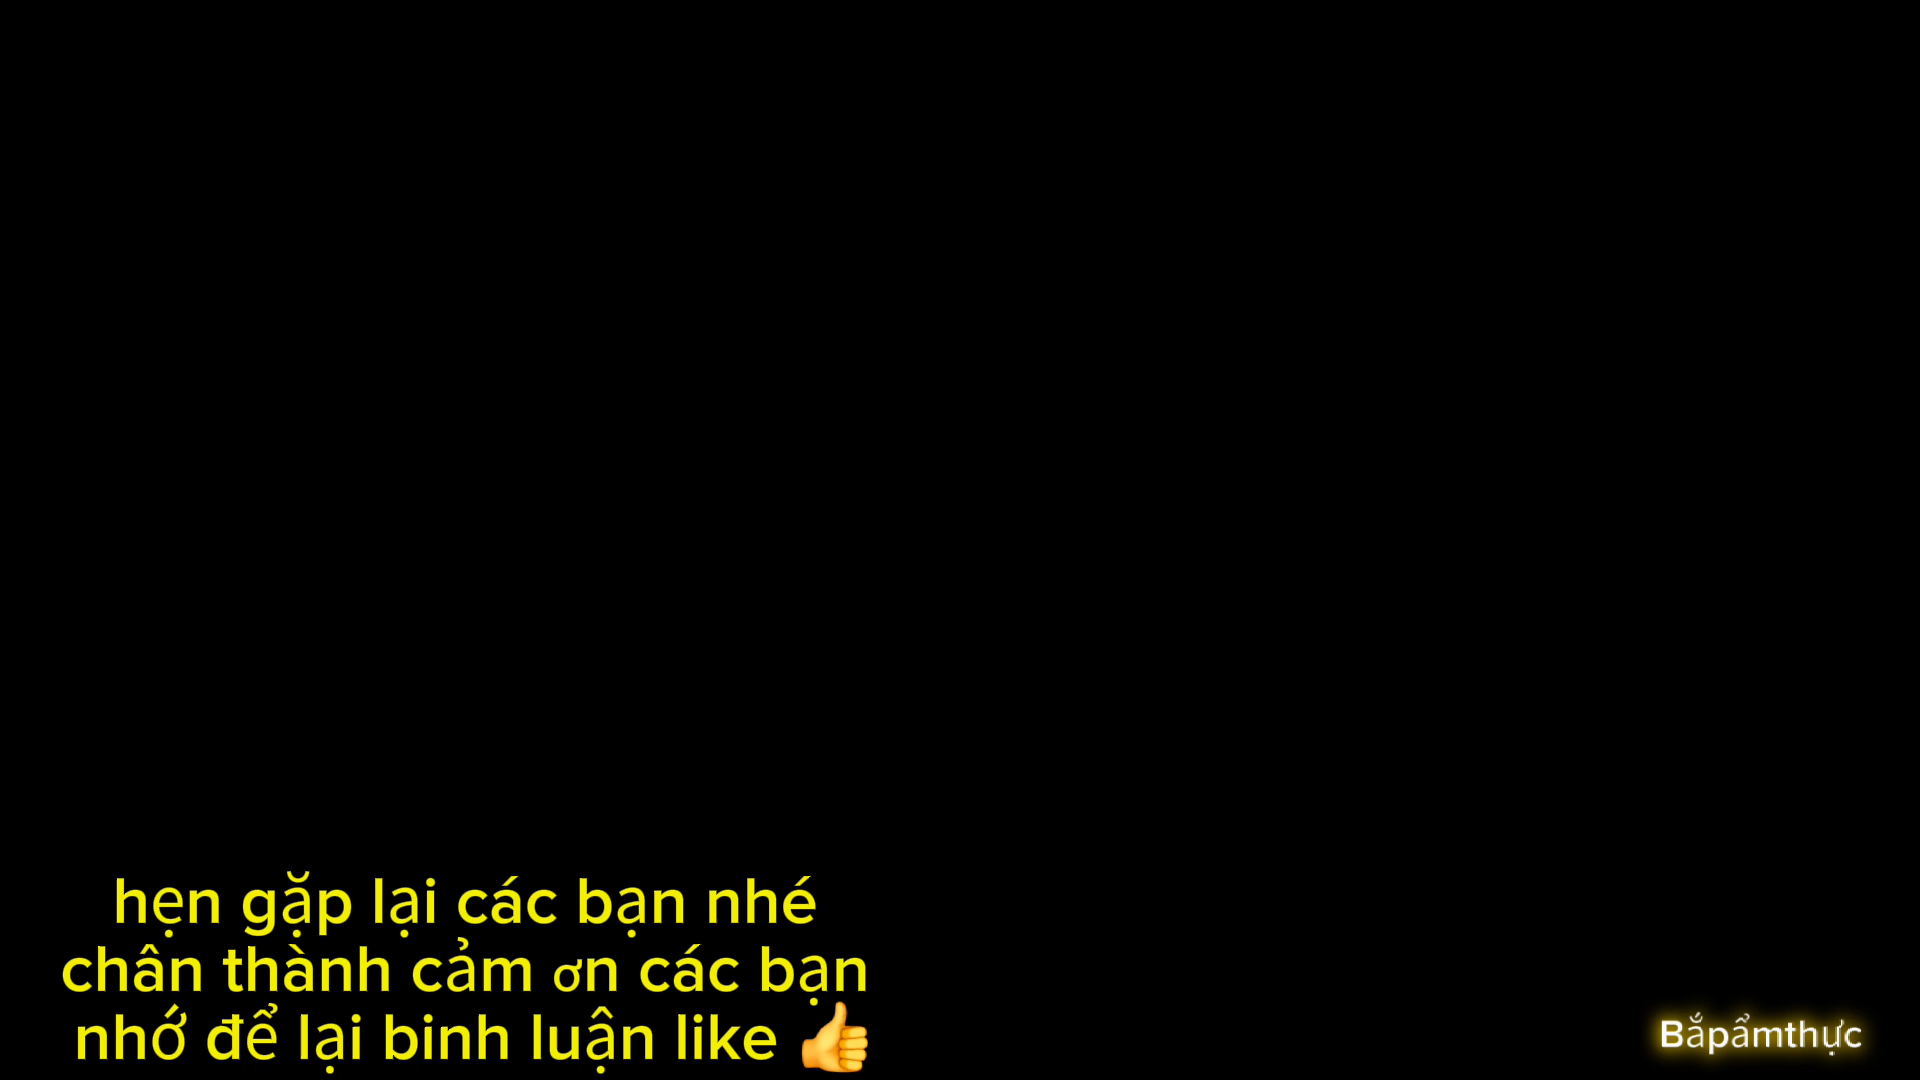 hẹn gặp lại các bạn nhé
chân thành cảm ơn các bạn
nhớ để lại binh luận like 👍
Bắpẩmthực